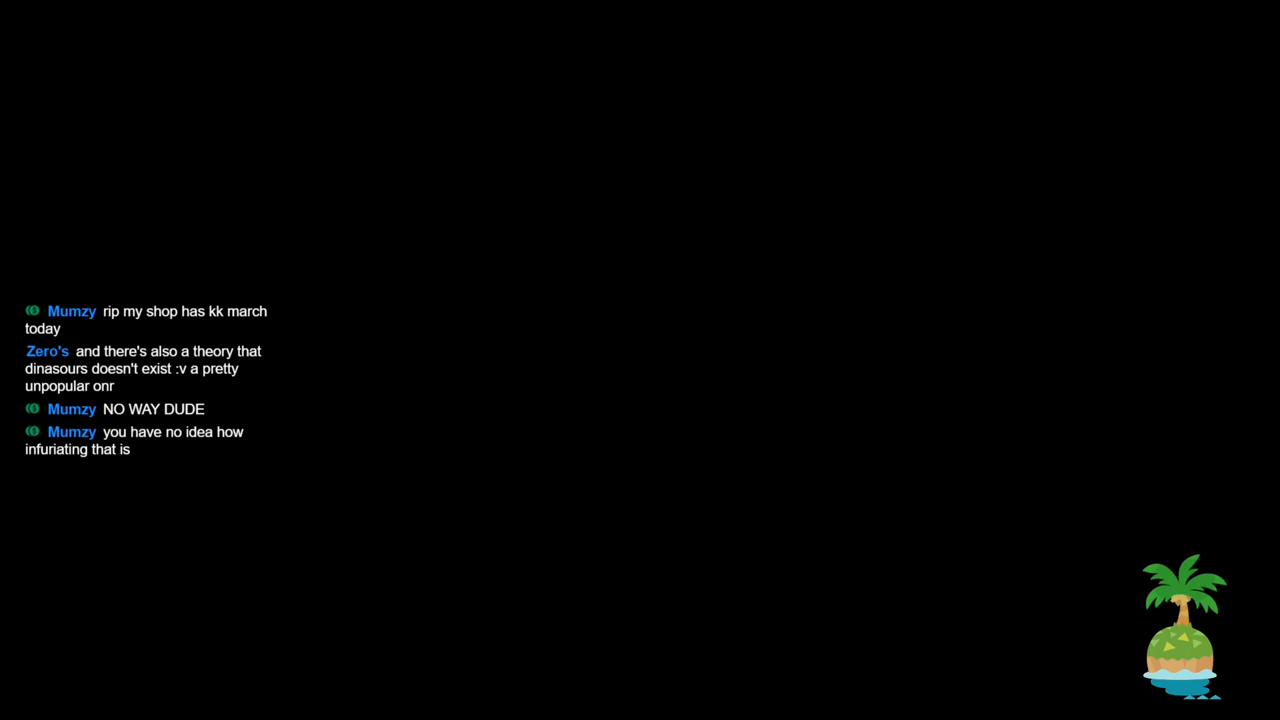 Mumzy rip my shop has kk march
today
Zero's and there's also a theory that
dinasours doesn't exist :v a pretty
unpopular onr
Mumzy NO WAY DUDE
Mumzy you have no idea how
infuriating that is